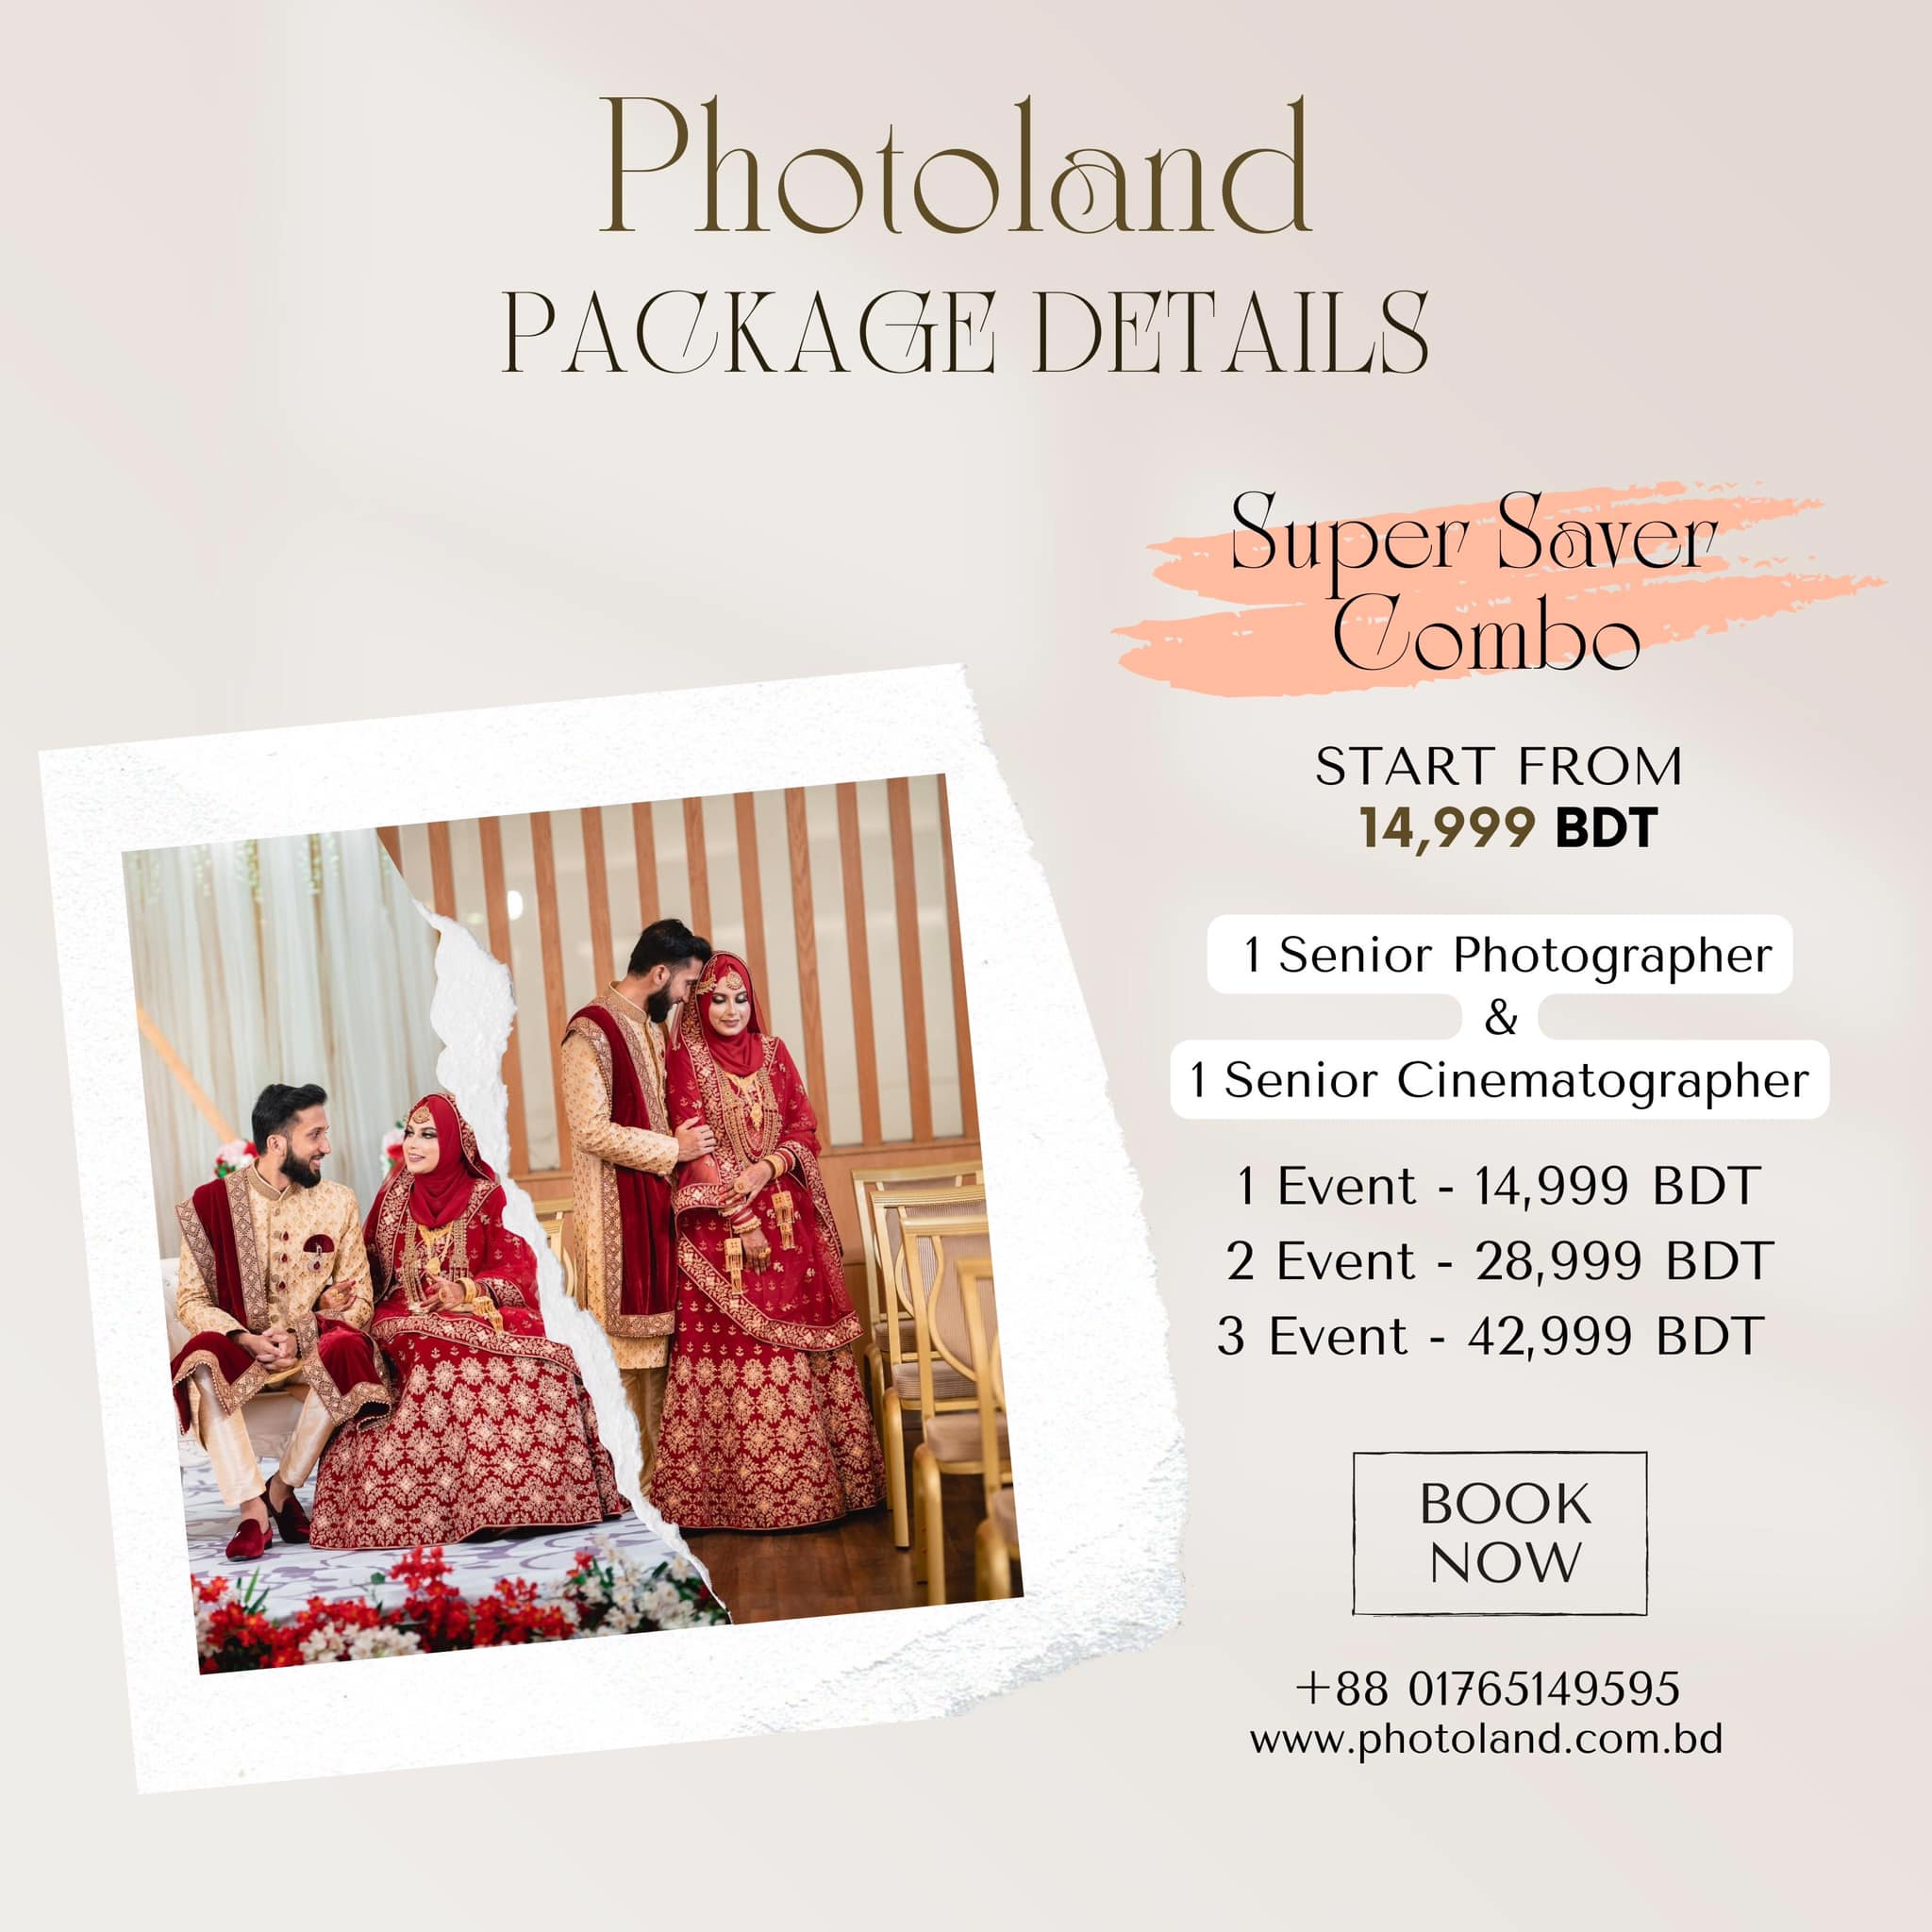 Photoland
PACKAGE DETAILS
Super Saver
Combo
START FROM
14,999 BDT
1 Senior Photographer
&
1 Senior Cinematographer
1 Event - 14,999 BDT
2 Event - 28,999 BDT
3 Event - 42,999 BDT
BOOK
NOW
+88 01765149595
www.photoland.com.bd